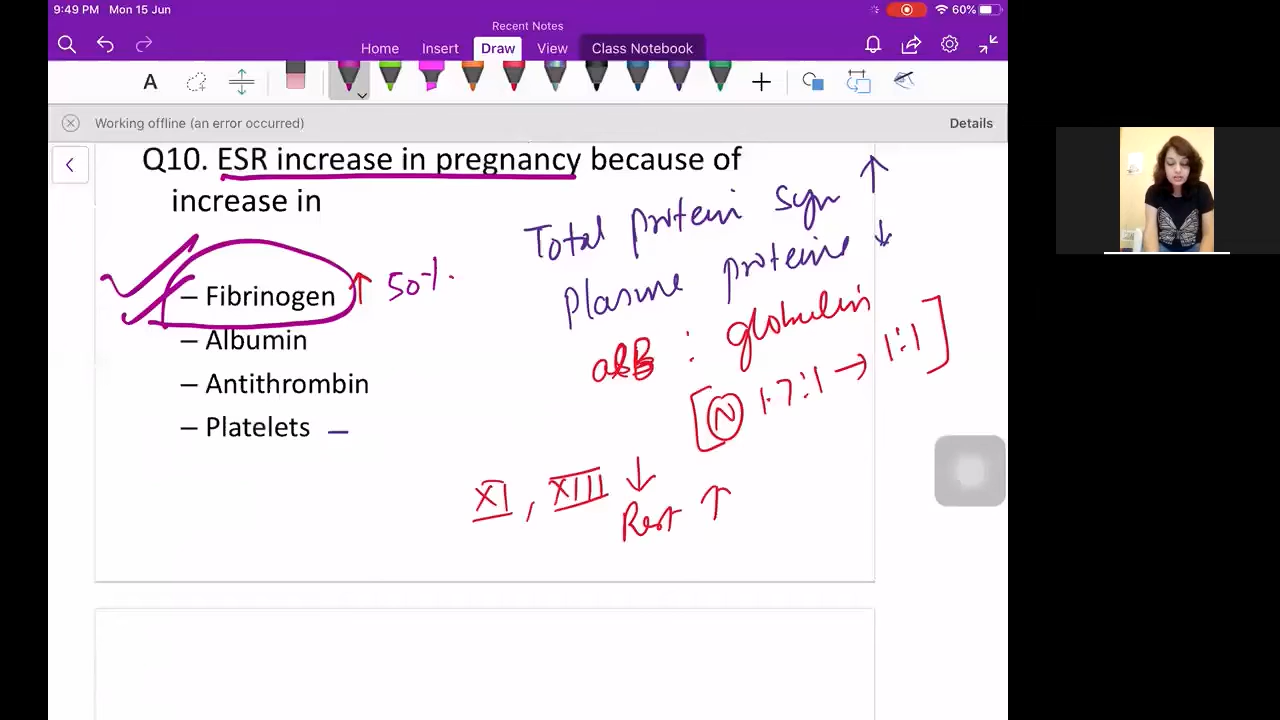 9:49 PM Mon 15 Jun
60%
Recent Notes
Home Insert Draw View Class Notebook
A
Working offline (an error occurred)
Details
Q10. ESR increase in pregnancy because of
increase in
– Fibrinogen ↑ 50%.
– Albumin
– Antithrombin
– Platelets –
Total protein syn ↑
Plasma proteins ↓
alb : globulin
[ N 1.7:1 → 1:1 ]
XI, XIII ↓
Rest ↑